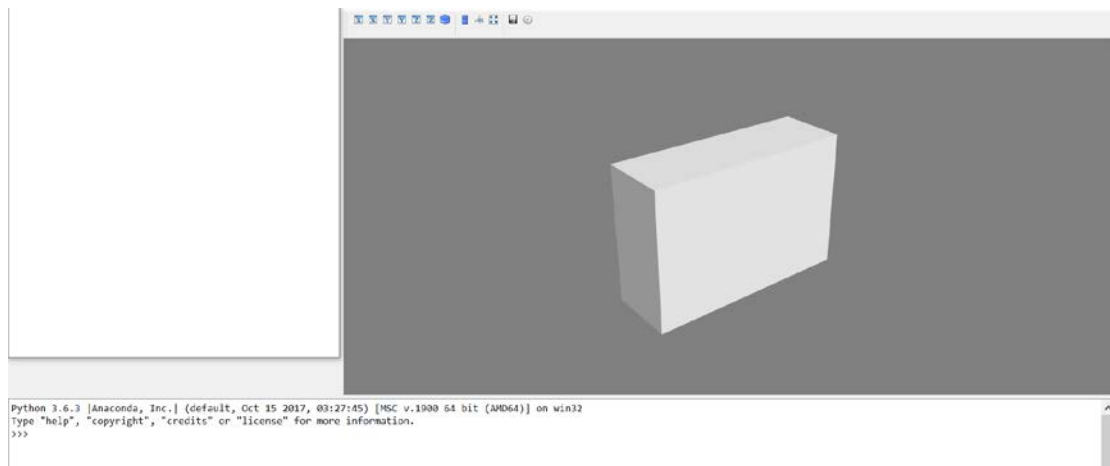 Python 3.6.3 |Anaconda, Inc.| (default, Oct 15 2017, 03:27:45) [MSC v.1900 64 bit (AMD64)] on win32
Type "help", "copyright", "credits" or "license" for more information.
>>>